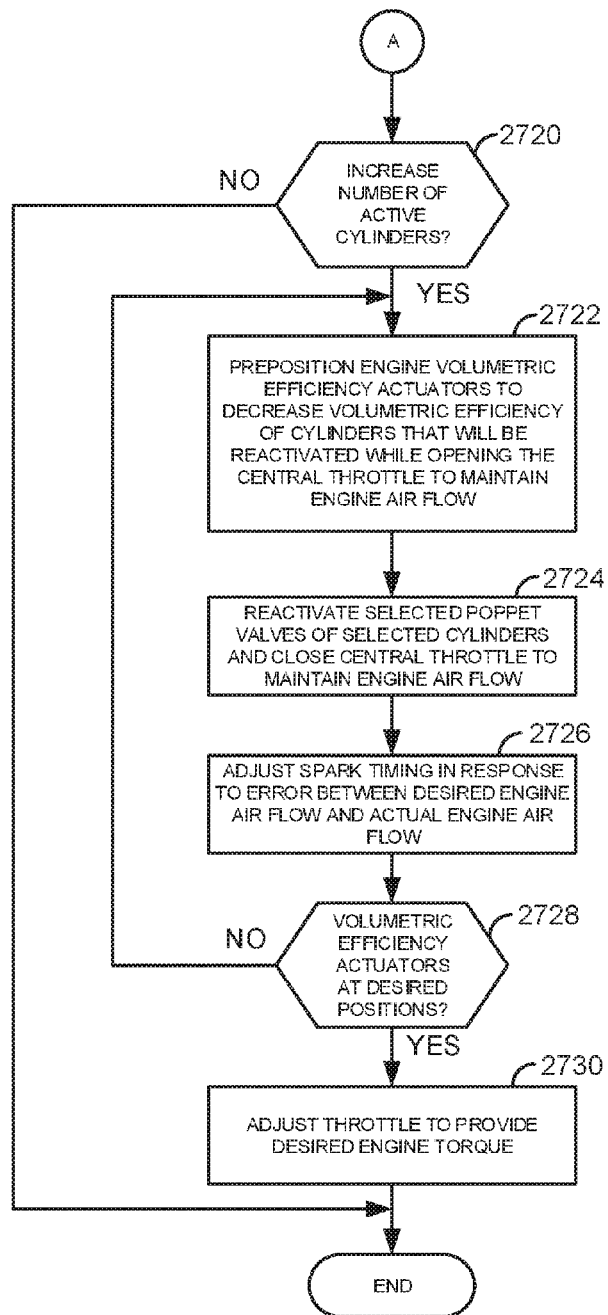 A
2720
INCREASE
NUMBER OF
ACTIVE
CYLINDERS?
NO
YES
2722
PREPOSITION ENGINE VOLUMETRIC
EFFICIENCY ACTUATORS TO
DECREASE VOLUMETRIC EFFICIENCY
OF CYLINDERS THAT WILL BE
REACTIVATED WHILE OPENING THE
CENTRAL THROTTLE TO MAINTAIN
ENGINE AIR FLOW
2724
REACTIVATE SELECTED POPPET
VALVES OF SELECTED CYLINDERS
AND CLOSE CENTRAL THROTTLE TO
MAINTAIN ENGINE AIR FLOW
2726
ADJUST SPARK TIMING IN RESPONSE
TO ERROR BETWEEN DESIRED ENGINE
AIR FLOW AND ACTUAL ENGINE AIR
FLOW
2728
NO
VOLUMETRIC
EFFICIENCY
ACTUATORS
AT DESIRED
POSITIONS?
YES
2730
ADJUST THROTTLE TO PROVIDE
DESIRED ENGINE TORQUE
END